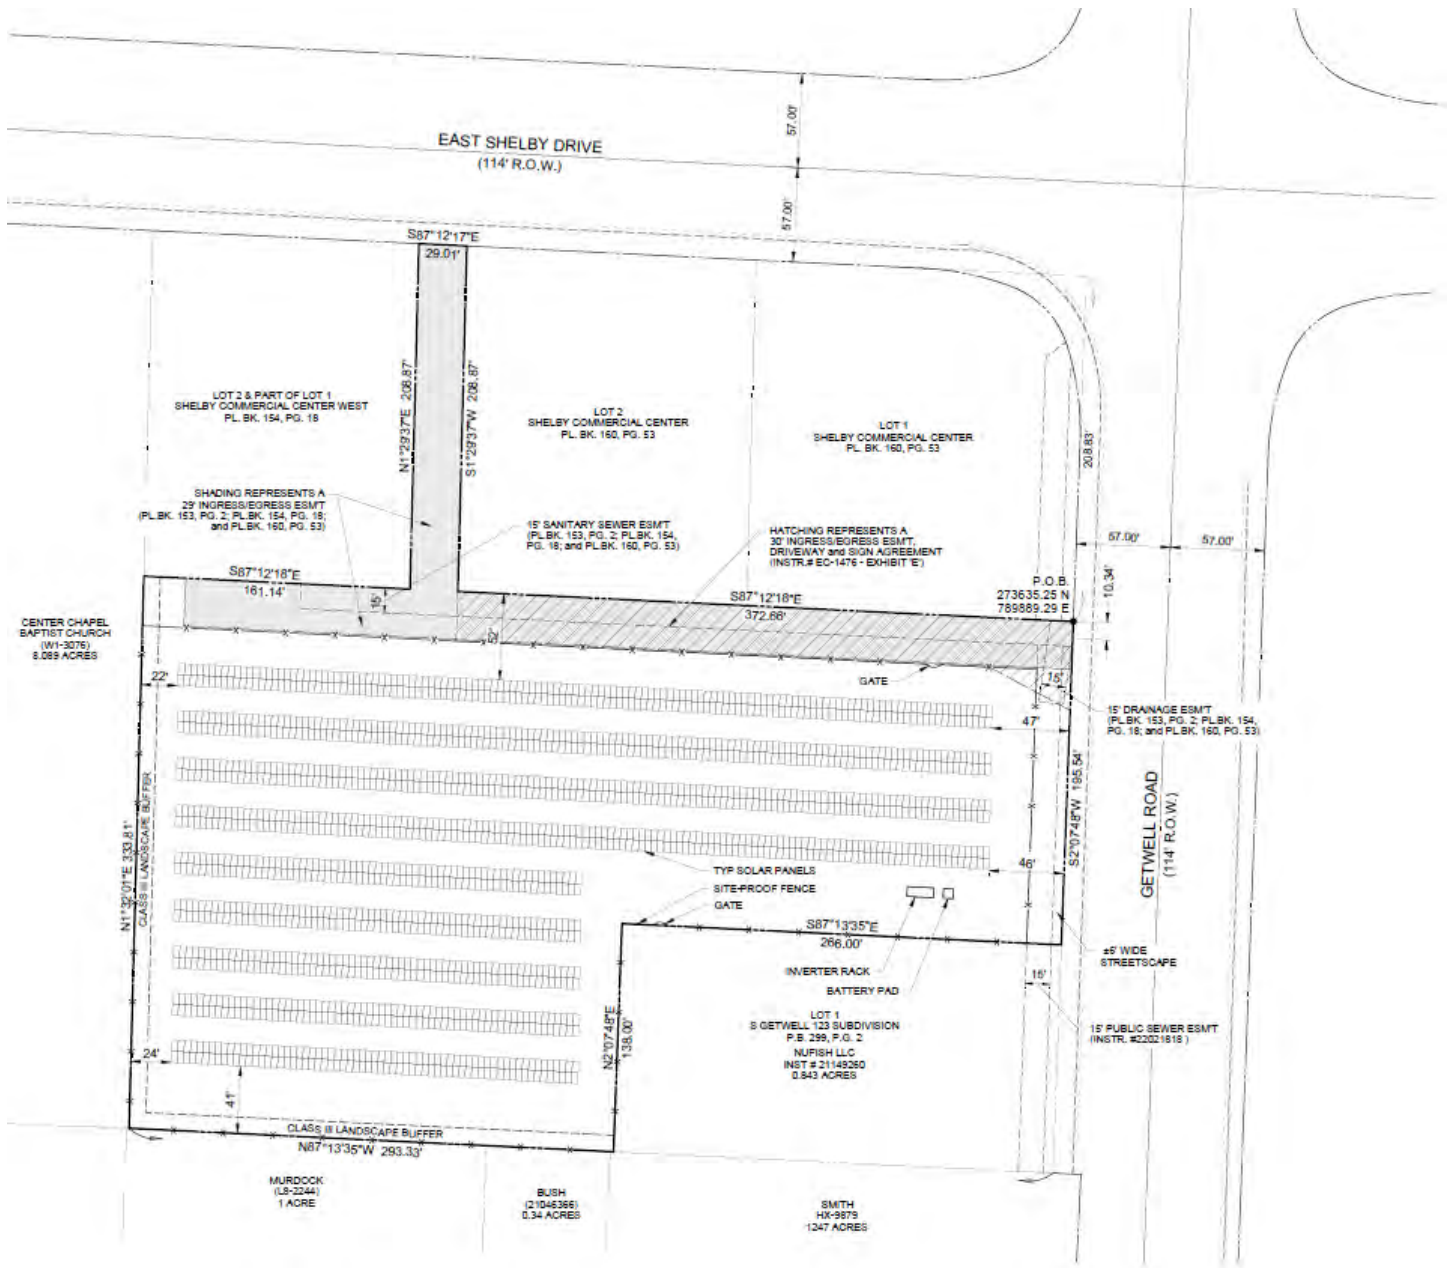 57.00'
EAST SHELBY DRIVE
(114' R.O.W.)
57.00'
S87°12'17"E
29.01'
N1°29'37"E 208.87'
S1°29'37"W 208.87'
LOT 2 & PART OF LOT 1
SHELBY COMMERCIAL CENTER WEST
PL. BK. 154, PG. 18
LOT 2
SHELBY COMMERCIAL CENTER
PL. BK. 160, PG. 53
LOT 1
SHELBY COMMERCIAL CENTER
PL. BK. 160, PG. 53
208.83'
SHADING REPRESENTS A
29' INGRESS/EGRESS ESM'T
(PL.BK. 153, PG. 2; PL.BK. 154, PG. 18;
and PL.BK. 160, PG. 53)
15' SANITARY SEWER ESM'T
(PL.BK. 153, PG. 2; PL.BK. 154,
PG. 18; and PL.BK. 160, PG. 53)
HATCHING REPRESENTS A
30' INGRESS/EGRESS ESM'T,
DRIVEWAY and SIGN AGREEMENT
(INSTR.# EC-1476 - EXHIBIT 'E')
57.00'
57.00'
S87°12'18"E
161.14'
15'
52'
S87°12'18"E
372.66'
P.O.B.
273635.25 N
789889.29 E
10.34'
CENTER CHAPEL
BAPTIST CHURCH
(W1-3076)
8.089 ACRES
22'
GATE
15'
47'
15' DRAINAGE ESM'T
(PL.BK. 153, PG. 2; PL.BK. 154,
PG. 18; and PL.BK. 160, PG. 53)
S2°07'48"W 195.54'
GETWELL ROAD
(114' R.O.W.)
N1°32'01"E 333.81'
CLASS III LANDSCAPE BUFFER
TYP SOLAR PANELS
46'
SITE-PROOF FENCE
GATE
S87°13'35"E
266.00'
±6' WIDE
STREETSCAPE
INVERTER RACK
BATTERY PAD
15'
LOT 1
S GETWELL 123 SUBDIVISION
P.B. 299, P.G. 2
NUFISH LLC
INST # 21149260
0.843 ACRES
15' PUBLIC SEWER ESM'T
(INSTR. #22021818 )
N2°07'48"E
138.00'
24'
41'
CLASS III LANDSCAPE BUFFER
N87°13'35"W 293.33'
MURDOCK
(L8-2244)
1 ACRE
BUSH
(21046366)
0.34 ACRES
SMITH
HX-9879
1247 ACRES